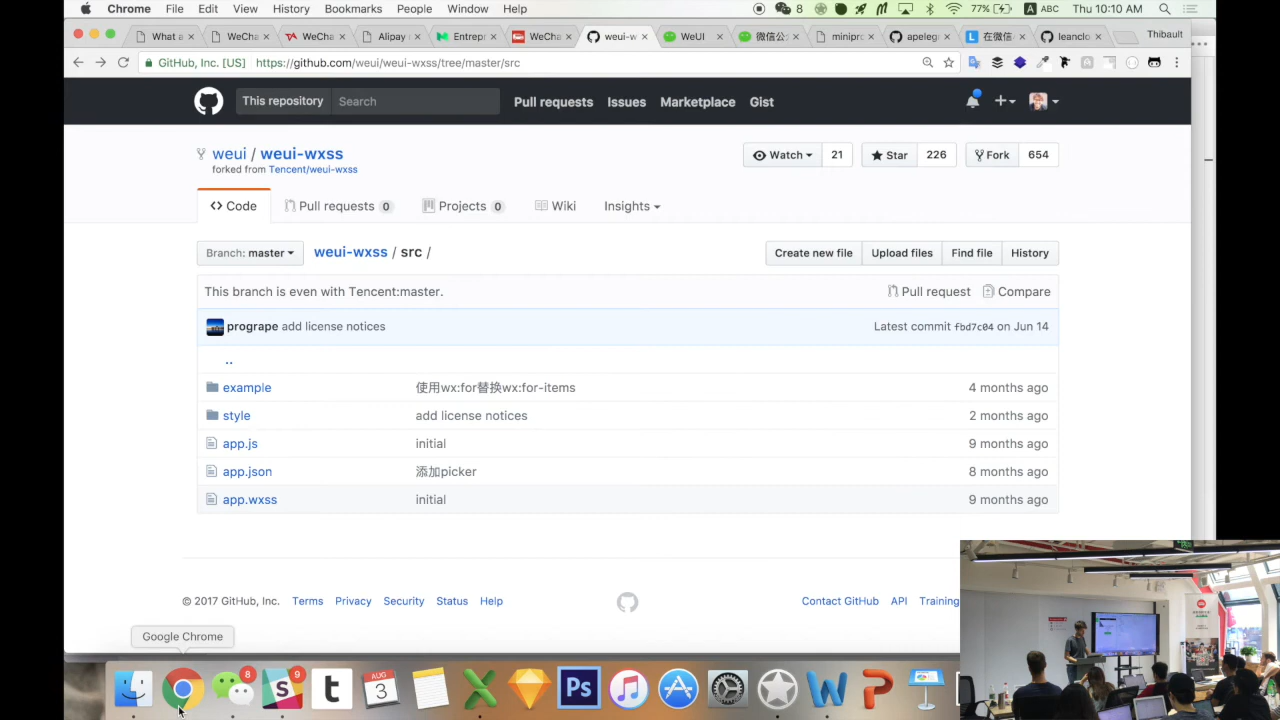 Chrome File Edit View History Bookmarks People Window Help 8 77% A ABC Thu 10:10 AM
What a WeCha WeCha Alipay Entrepr WeCha weui-w WeUI 微信公 minipro apeleg 在微信 leanclo Thibault
GitHub, Inc. [US] https://github.com/weui/weui-wxss/tree/master/src
This repository Search Pull requests Issues Marketplace Gist
weui / weui-wxss Watch 21 Star 226 Fork 654
forked from Tencent/weui-wxss
Code Pull requests 0 Projects 0 Wiki Insights
Branch: master weui-wxss / src / Create new file Upload files Find file History
This branch is even with Tencent:master. Pull request Compare
progrape add license notices Latest commit fbd7c04 on Jun 14
..
example 使用wx:for替换wx:for-items 4 months ago
style add license notices 2 months ago
app.js initial 9 months ago
app.json 添加picker 8 months ago
app.wxss initial 9 months ago
© 2017 GitHub, Inc. Terms Privacy Security Status Help Contact GitHub API Training
Google Chrome
8 9 t AUG 3 Ps